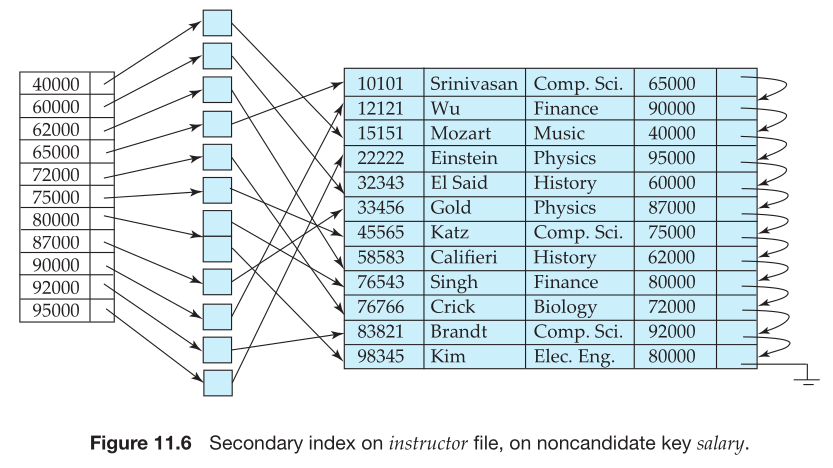 40000
60000
62000
65000
72000
75000
80000
87000
90000
92000
95000
10101 Srinivasan Comp. Sci. 65000
12121 Wu Finance 90000
15151 Mozart Music 40000
22222 Einstein Physics 95000
32343 El Said History 60000
33456 Gold Physics 87000
45565 Katz Comp. Sci. 75000
58583 Califieri History 62000
76543 Singh Finance 80000
76766 Crick Biology 72000
83821 Brandt Comp. Sci. 92000
98345 Kim Elec. Eng. 80000
Figure 11.6 Secondary index on instructor file, on noncandidate key salary.